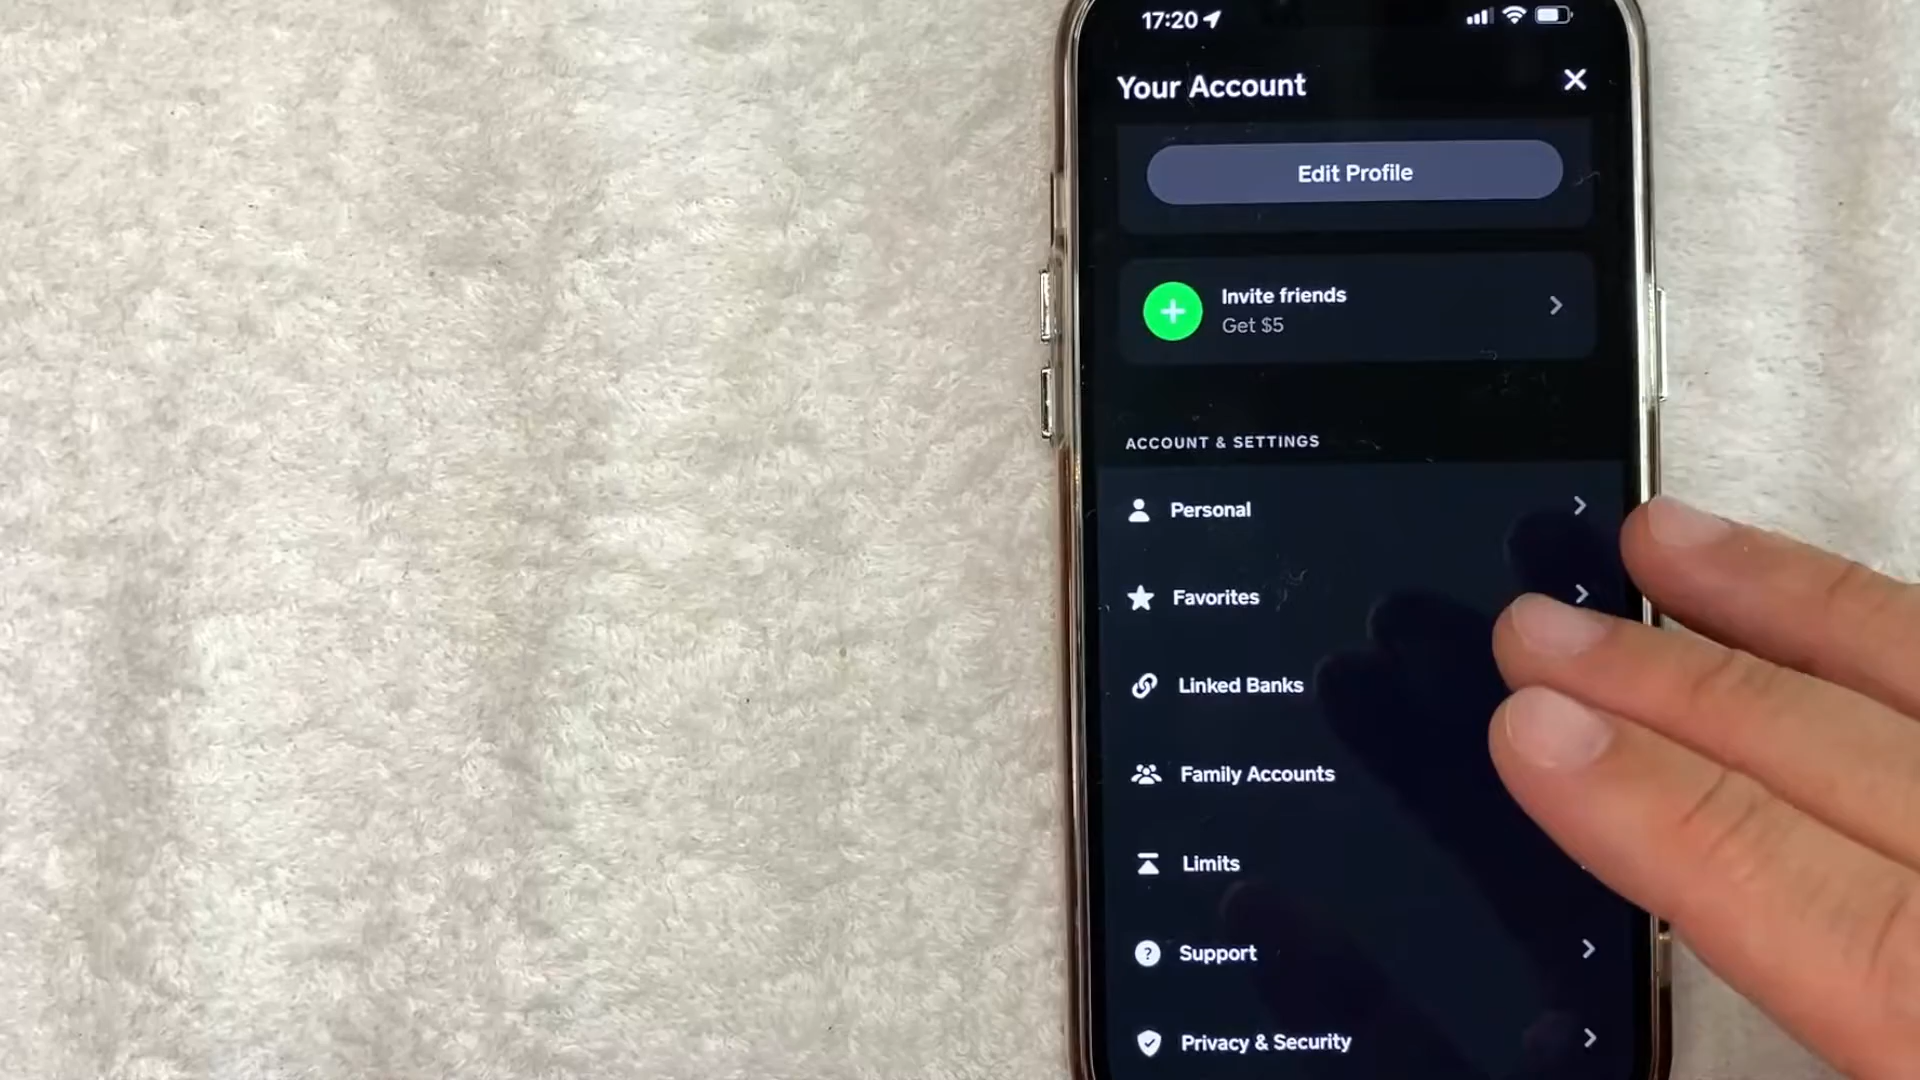 17:20
Your Account
Edit Profile
Invite friends
Get $5
ACCOUNT & SETTINGS
Personal
Favorites
Linked Banks
Family Accounts
Limits
Support
Privacy & Security